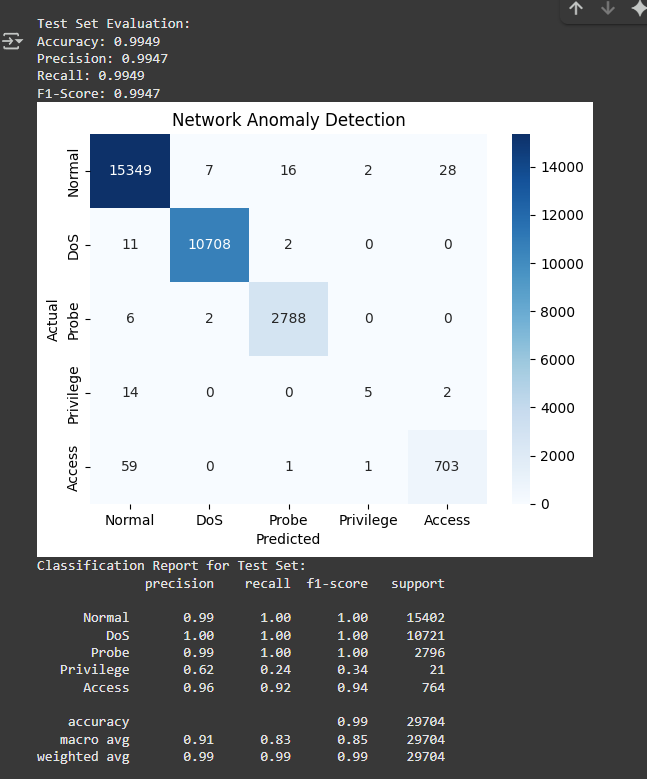 Test Set Evaluation:
Accuracy: 0.9949
Precision: 0.9947
Recall: 0.9949
F1-Score: 0.9947
Network Anomaly Detection
Actual
Normal 15349 7 16 2 28
DoS 11 10708 2 0 0
Probe 6 2 2788 0 0
Privilege 14 0 0 5 2
Access 59 0 1 1 703
Normal DoS Probe Privilege Access
Predicted
14000
12000
10000
8000
6000
4000
2000
0
Classification Report for Test Set:
precision recall f1-score support
Normal 0.99 1.00 1.00 15402
DoS 1.00 1.00 1.00 10721
Probe 0.99 1.00 1.00 2796
Privilege 0.62 0.24 0.34 21
Access 0.96 0.92 0.94 764
accuracy 0.99 29704
macro avg 0.91 0.83 0.85 29704
weighted avg 0.99 0.99 0.99 29704